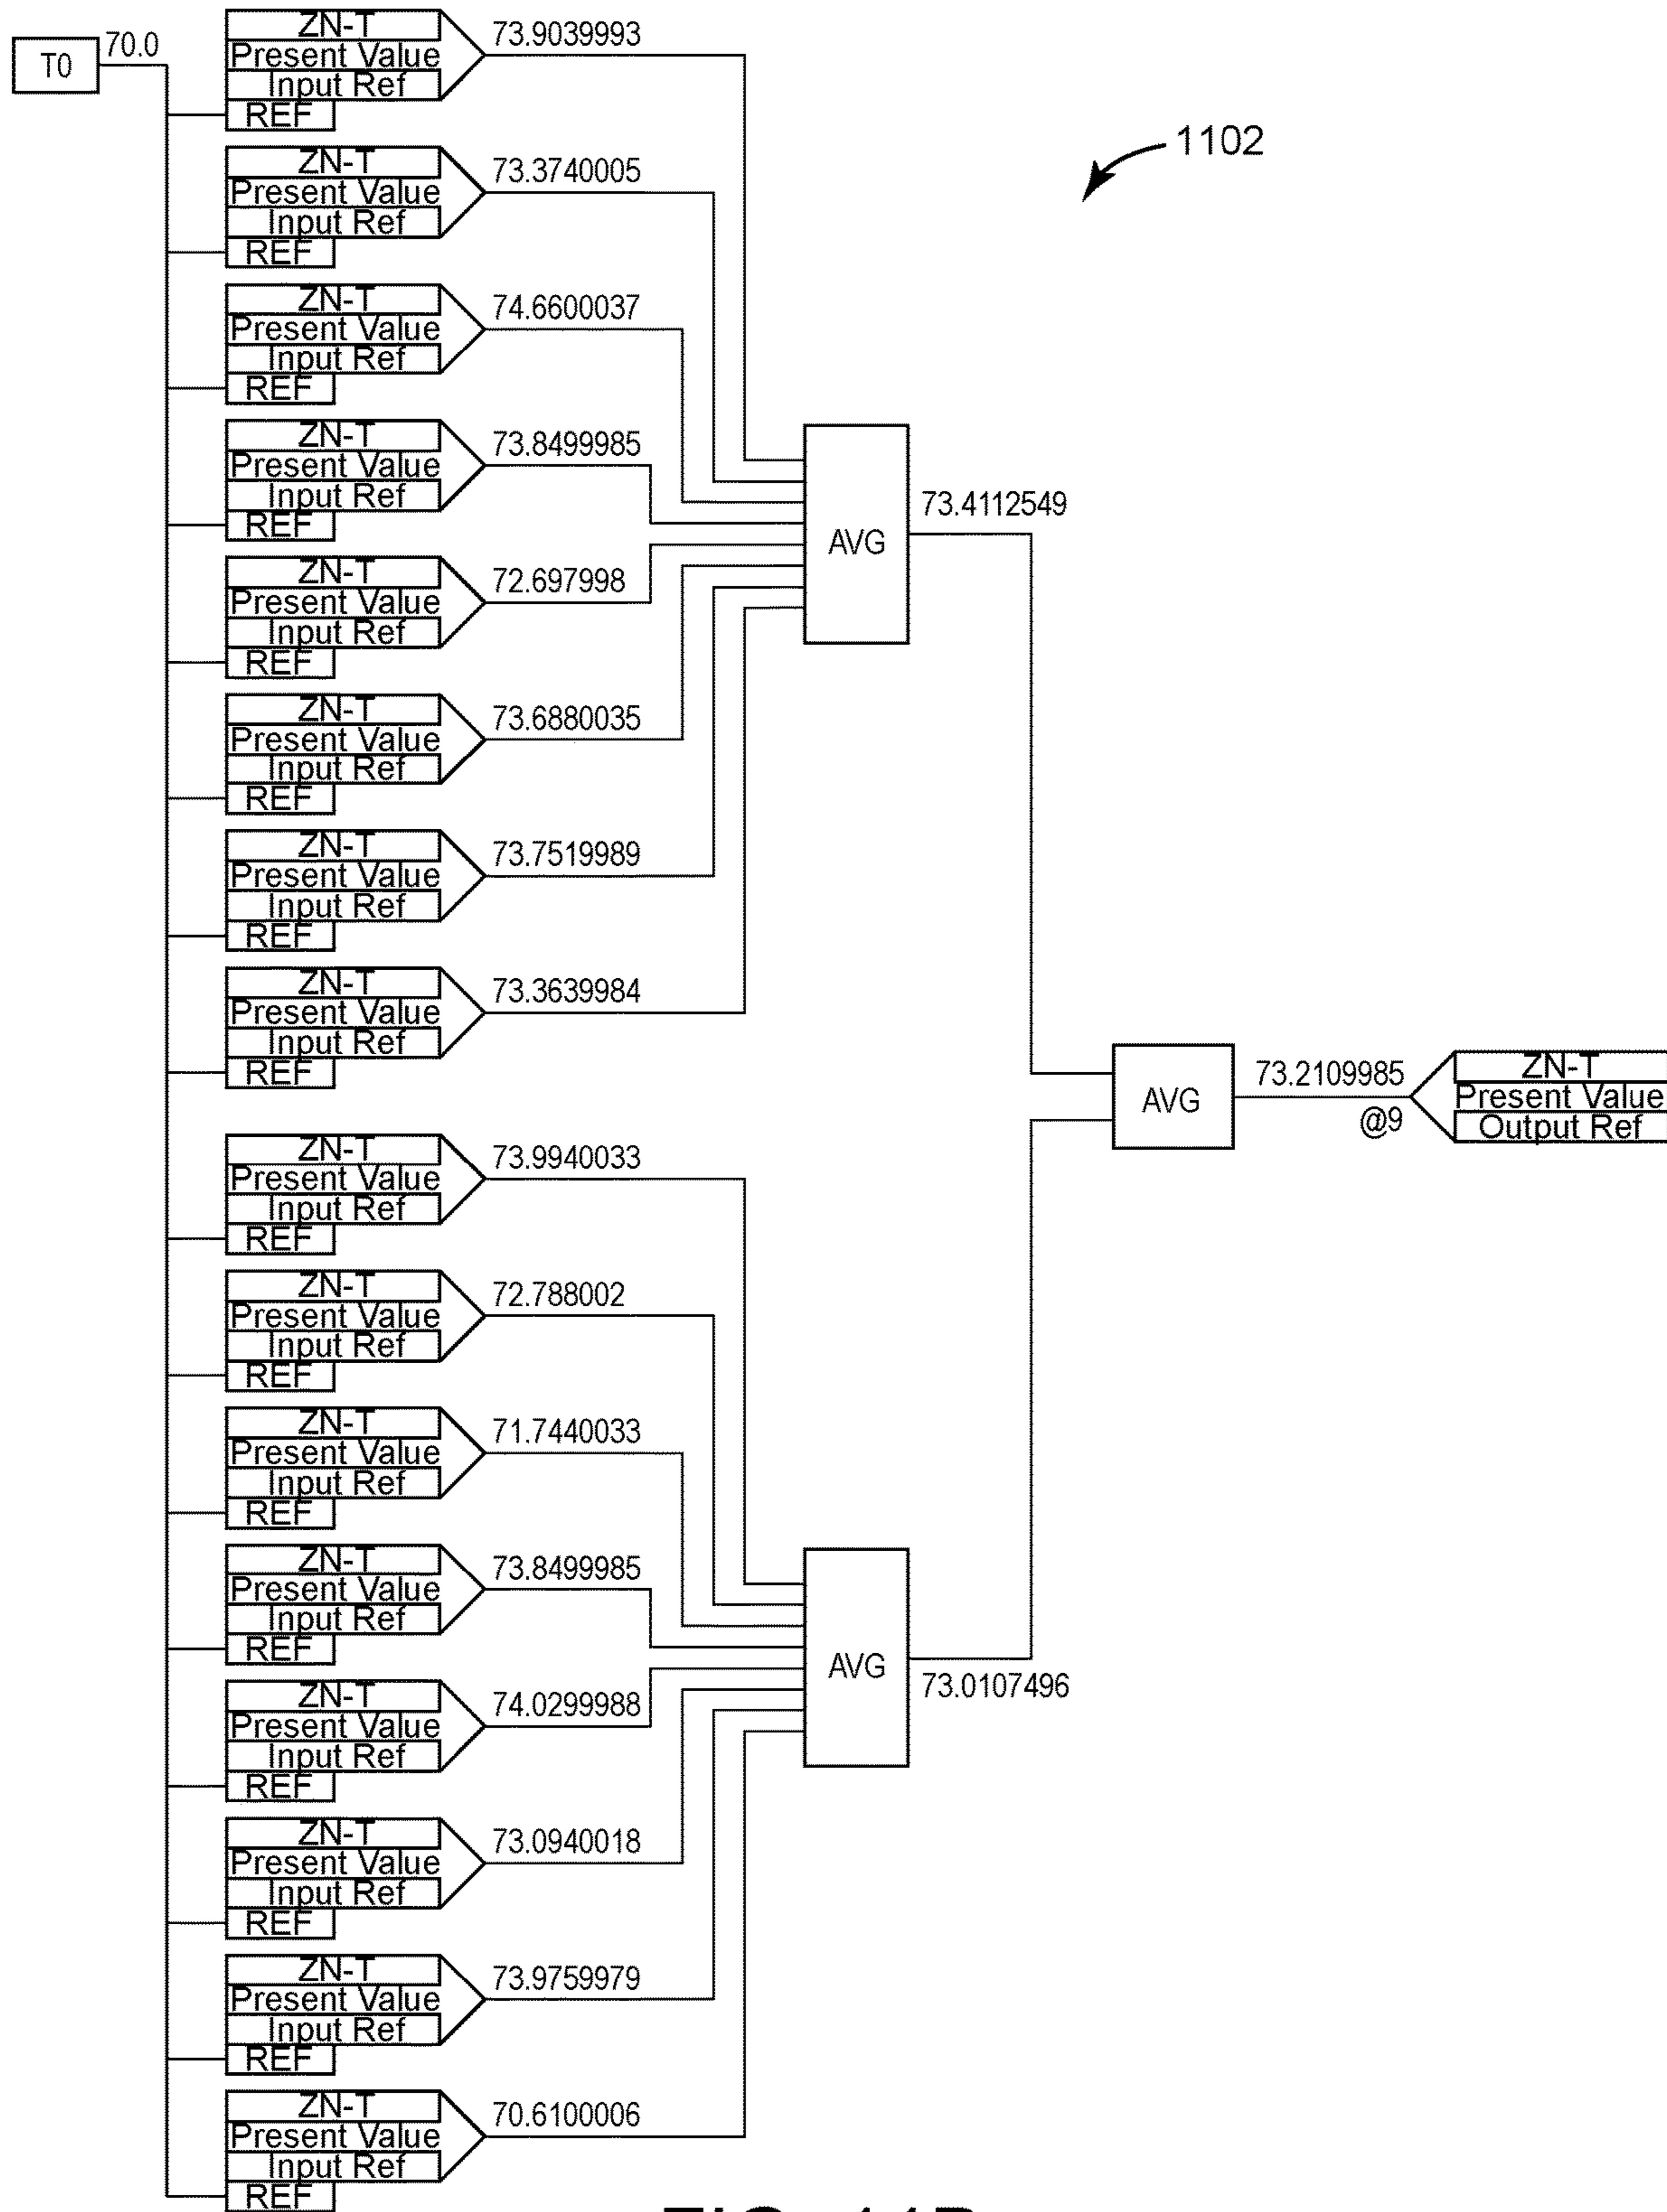 T0
70.0
ZN-T
Present Value
Input Ref
REF
73.9039993
1102
ZN-T
Present Value
Input Ref
REF
73.3740005
ZN-T
Present Value
Input Ref
REF
74.6600037
ZN-T
Present Value
Input Ref
REF
73.8499985
ZN-T
Present Value
Input Ref
REF
72.697998
ZN-T
Present Value
Input Ref
REF
73.6880035
ZN-T
Present Value
Input Ref
REF
73.7519989
ZN-T
Present Value
Input Ref
REF
73.3639984
AVG
73.4112549
ZN-T
Present Value
Input Ref
REF
73.9940033
ZN-T
Present Value
Input Ref
REF
72.788002
ZN-T
Present Value
Input Ref
REF
71.7440033
ZN-T
Present Value
Input Ref
REF
73.8499985
ZN-T
Present Value
Input Ref
REF
74.0299988
ZN-T
Present Value
Input Ref
REF
73.0940018
ZN-T
Present Value
Input Ref
REF
73.9759979
ZN-T
Present Value
Input Ref
REF
70.6100006
AVG
73.0107496
AVG
73.2109985
@9
ZN-T
Present Value
Output Ref